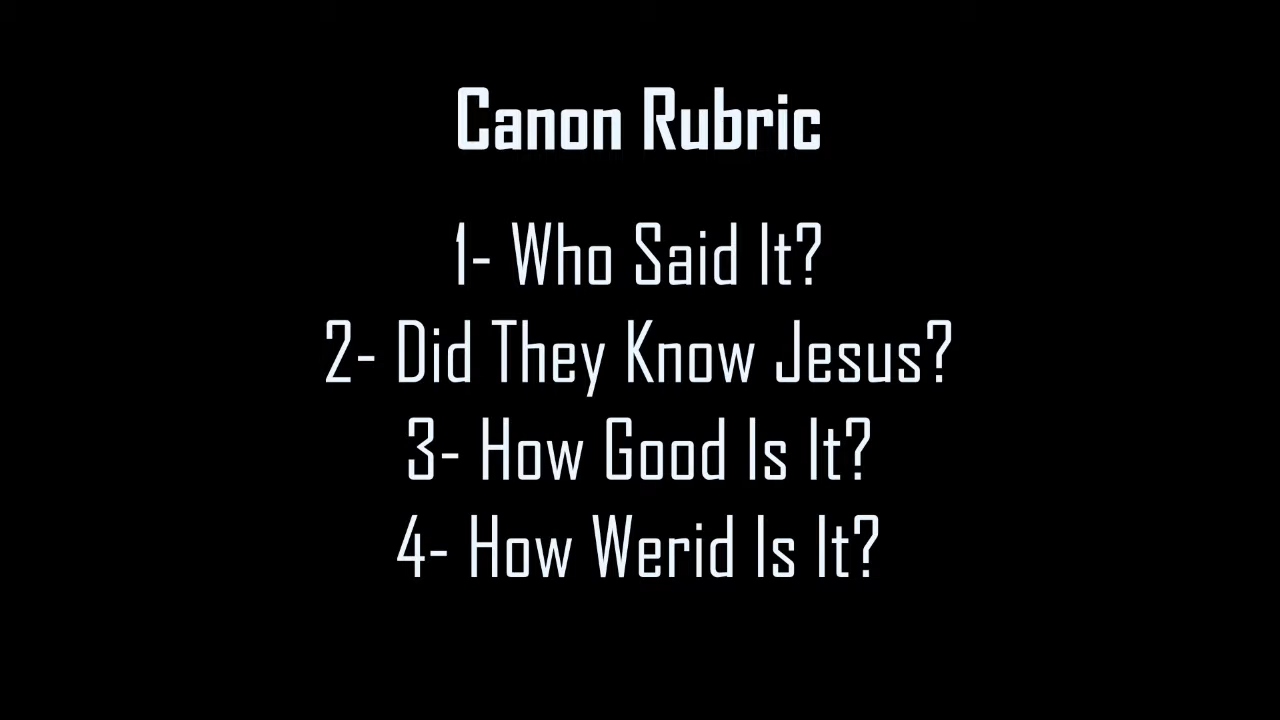 Canon Rubric
1- Who Said It?
2- Did They Know Jesus?
3- How Good Is It?
4- How Werid Is It?